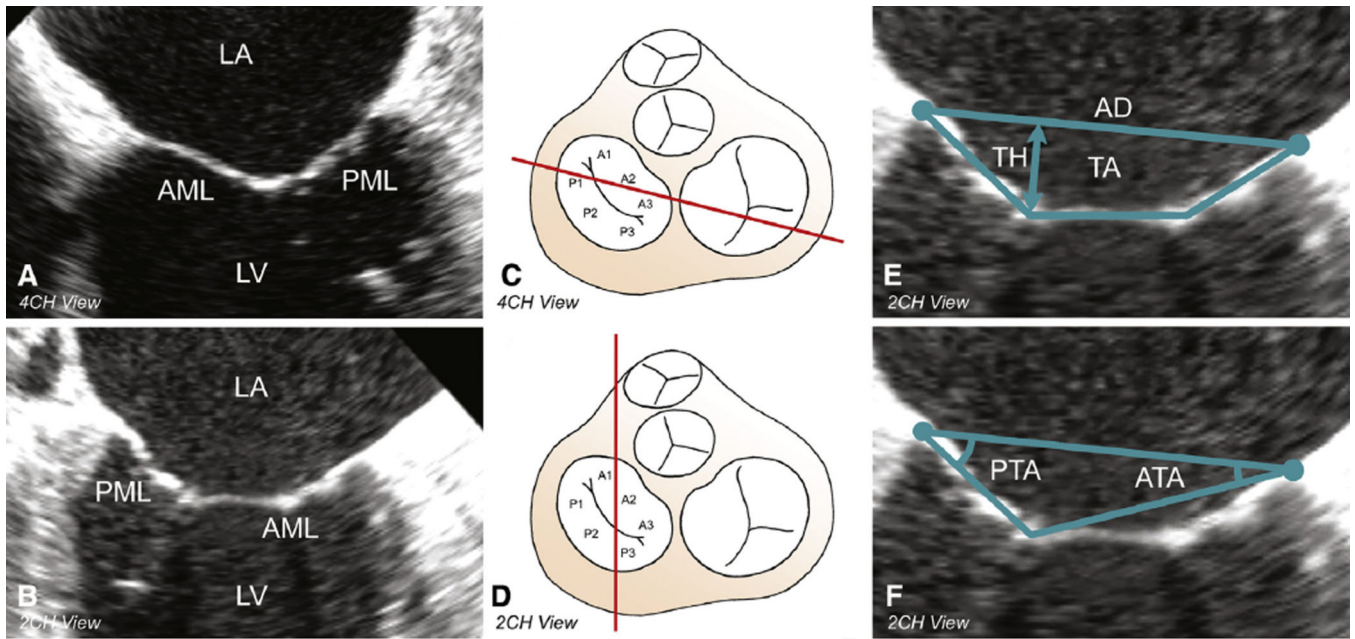 LA
AML
PML
LV
A
4CH View
A1
P1
A2
P2
A3
P3
C
4CH View
AD
TH
TA
E
2CH View
LA
PML
AML
LV
B
2CH View
A1
P1
A2
P2
A3
P3
D
2CH View
PTA
ATA
F
2CH View